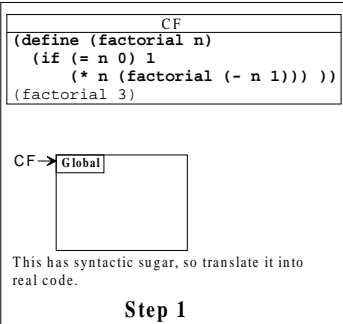 CF
(define (factorial n)
(if (= n 0) 1
(* n (factorial (- n 1))) ))
(factorial 3)
CF
Global
This has syntactic sugar, so translate it into
real code.
Step 1